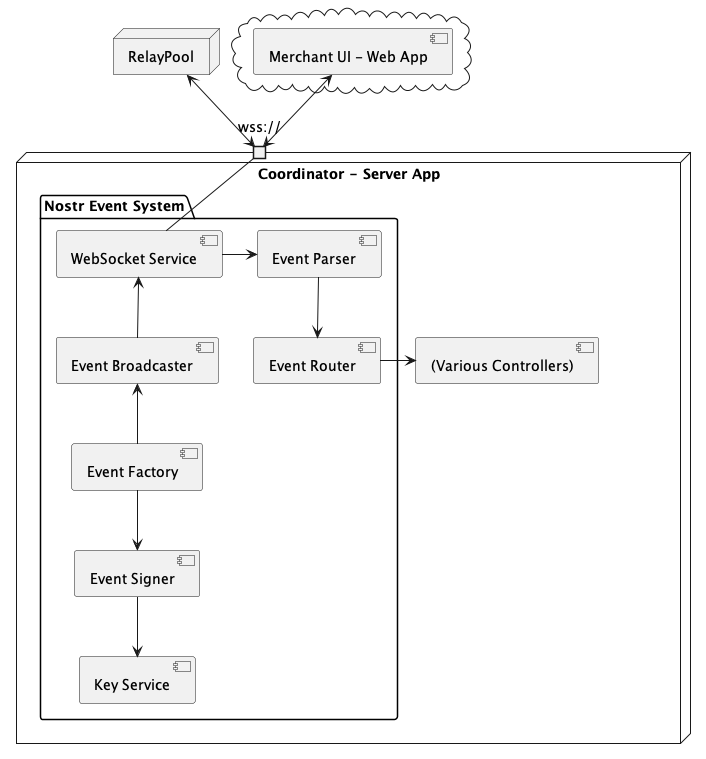 RelayPool
Merchant UI – Web App
wss://
Coordinator – Server App
Nostr Event System
WebSocket Service
Event Parser
Event Broadcaster
Event Router
(Various Controllers)
Event Factory
Event Signer
Key Service